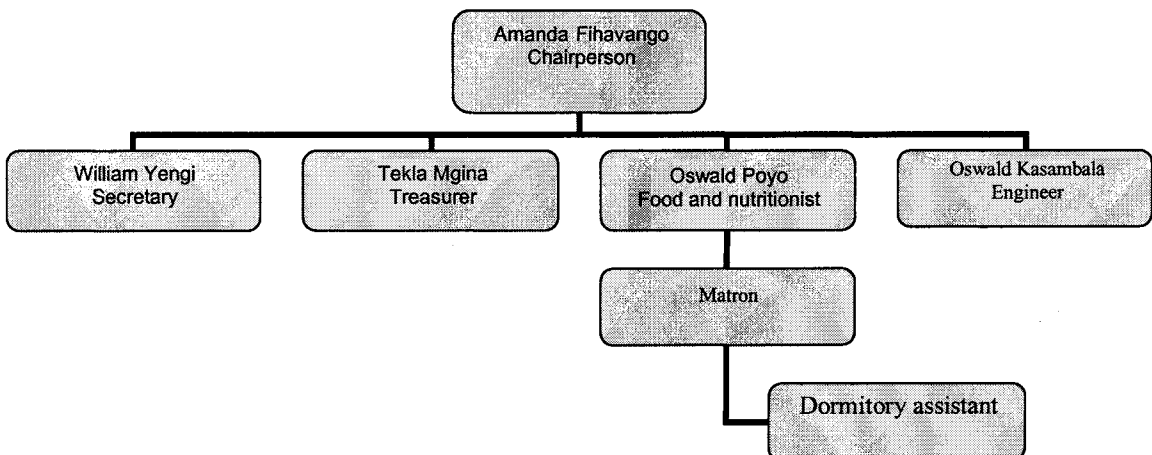 Amanda Fihavango
Chairperson
William Yengi
Secretary
Tekla Mgina
Treasurer
Oswald Poyo
Food and nutritionist
Oswald Kasambala
Engineer
Matron
Dormitory assistant